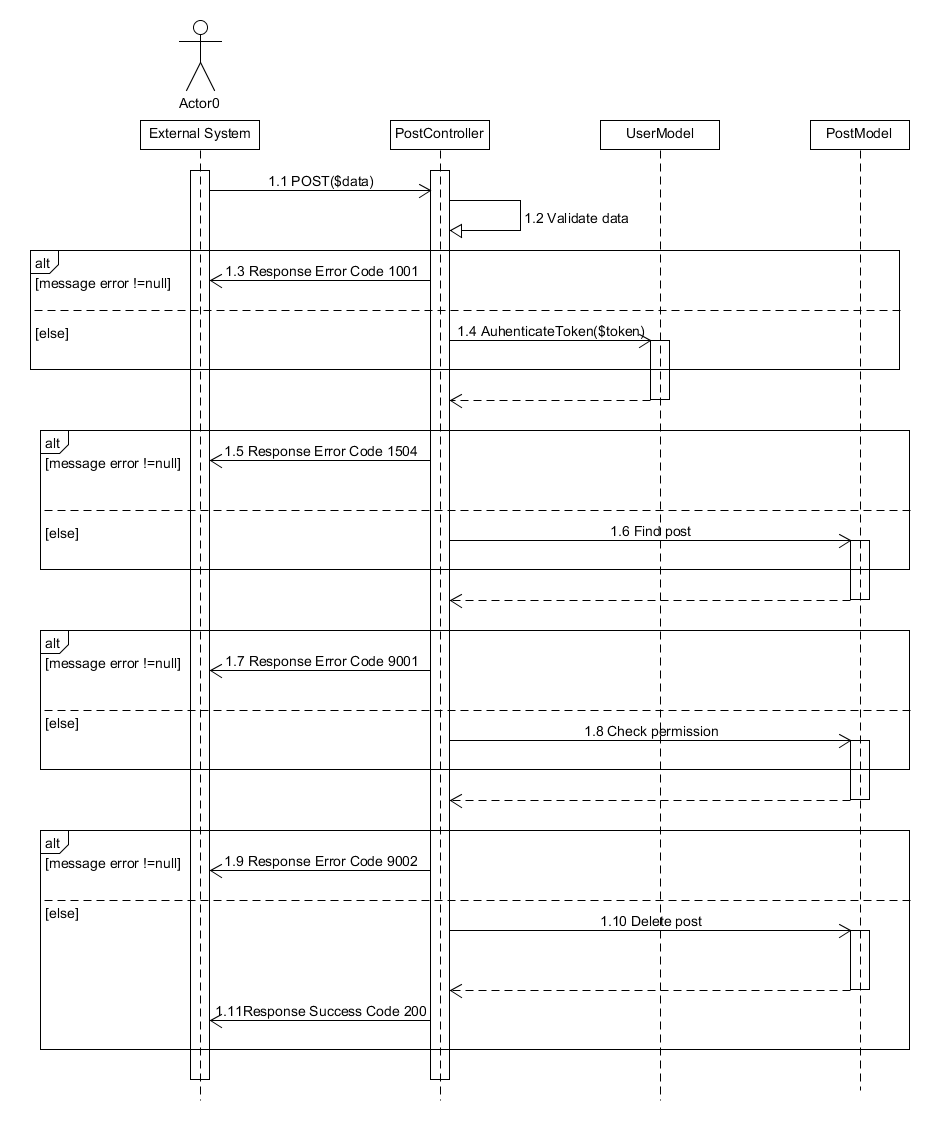 Actor0
External System
PostController
UserModel
PostModel
1.1 POST($data)
1.2 Validate data
alt
1.3 Response Error Code 1001
[message error !=null]
[else]
1.4 AuhenticateToken($token)
alt
1.5 Response Error Code 1504
[message error !=null]
[else]
1.6 Find post
alt
1.7 Response Error Code 9001
[message error !=null]
[else]
1.8 Check permission
alt
1.9 Response Error Code 9002
[message error !=null]
[else]
1.10 Delete post
1.11Response Success Code 200